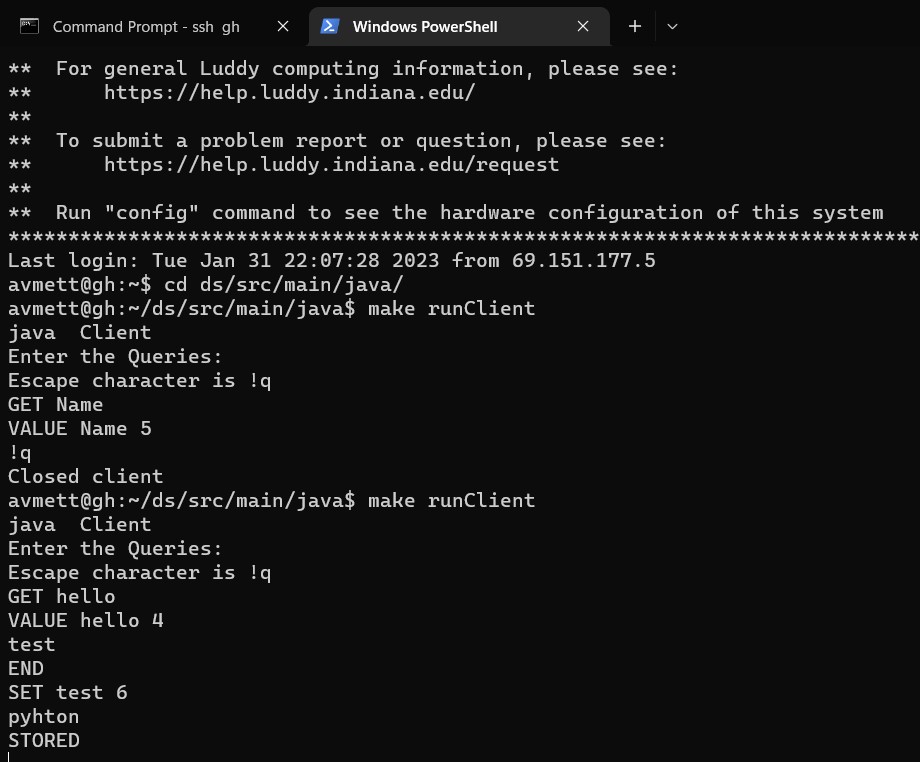 Command Prompt - ssh gh
Windows PowerShell
** For general Luddy computing information, please see:
** https://help.luddy.indiana.edu/
**
** To submit a problem report or question, please see:
** https://help.luddy.indiana.edu/request
**
** Run "config" command to see the hardware configuration of this system
****************************************************************************
Last login: Tue Jan 31 22:07:28 2023 from 69.151.177.5
avmett@gh:~$ cd ds/src/main/java/
avmett@gh:~/ds/src/main/java$ make runClient
java  Client
Enter the Queries:
Escape character is !q
GET Name
VALUE Name 5
!q
Closed client
avmett@gh:~/ds/src/main/java$ make runClient
java  Client
Enter the Queries:
Escape character is !q
GET hello
VALUE hello 4
test
END
SET test 6
pyhton
STORED